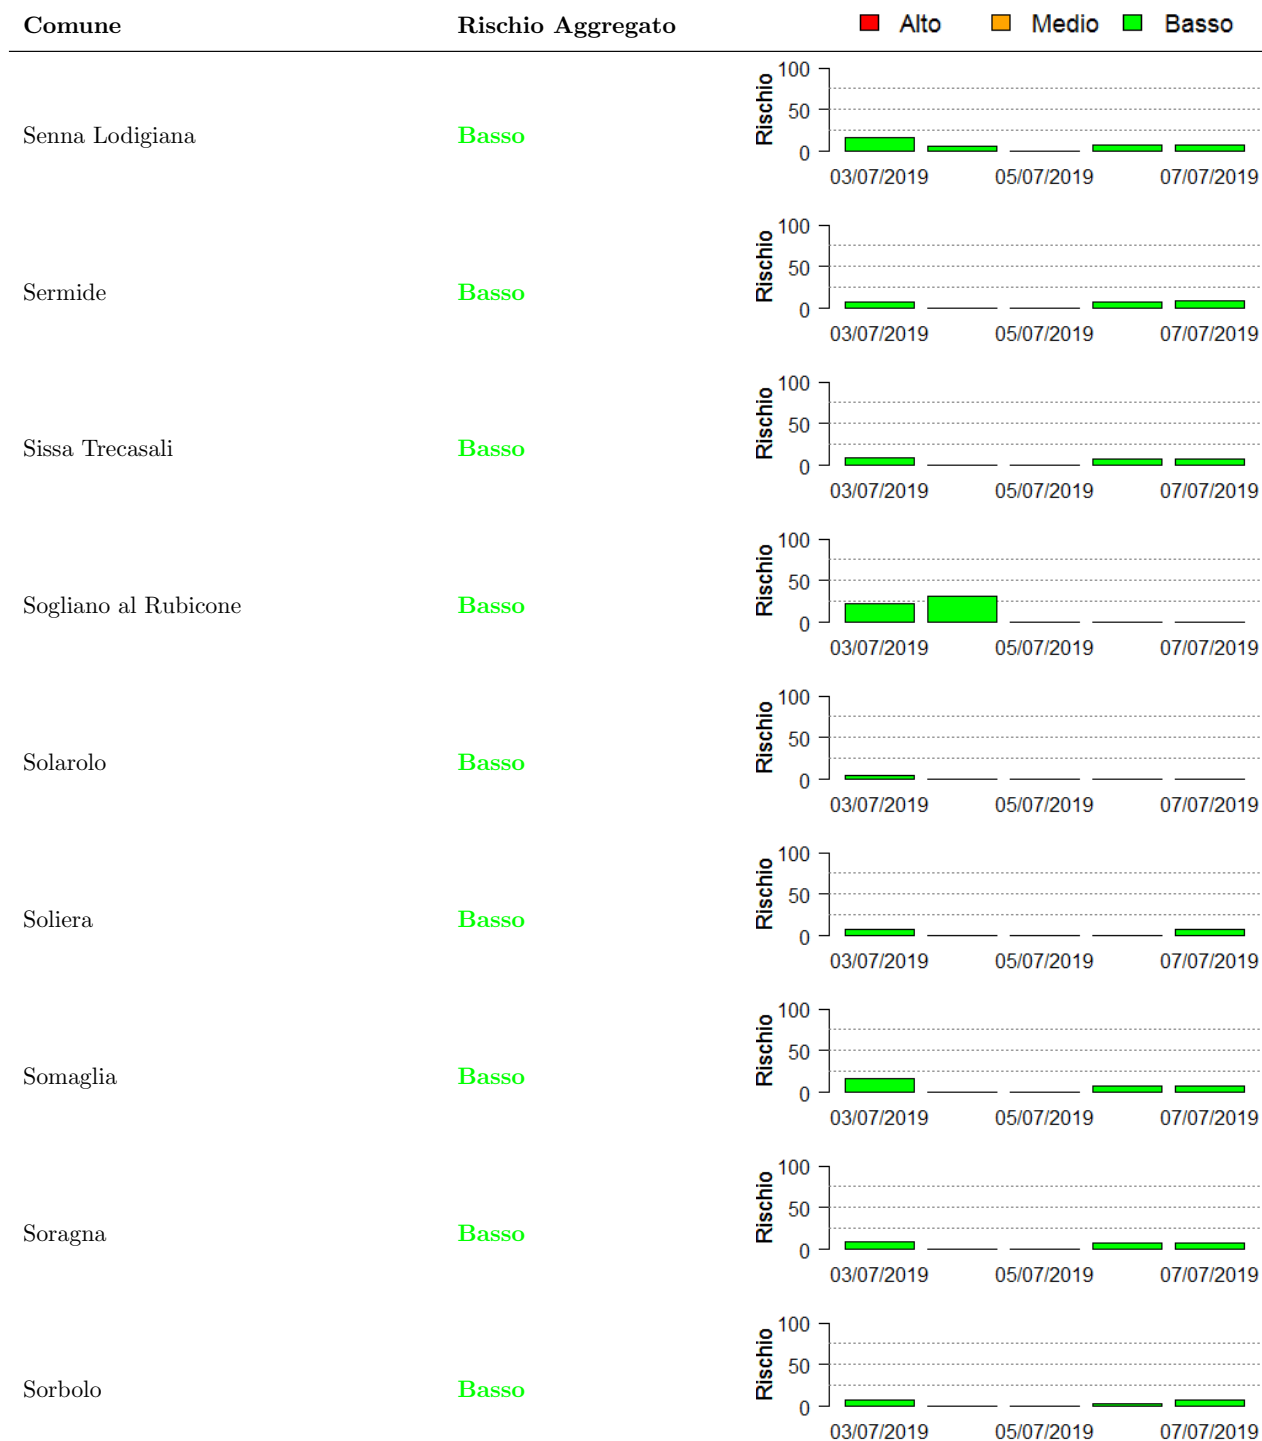 Comune Rischio Aggregato Alto Medio Basso
Senna Lodigiana Basso Rischio 100 50 0
03/07/2019 05/07/2019 07/07/2019
Sermide Basso Rischio 100 50 0
03/07/2019 05/07/2019 07/07/2019
Sissa Trecasali Basso Rischio 100 50 0
03/07/2019 05/07/2019 07/07/2019
Sogliano al Rubicone Basso Rischio 100 50 0
03/07/2019 05/07/2019 07/07/2019
Solarolo Basso Rischio 100 50 0
03/07/2019 05/07/2019 07/07/2019
Soliera Basso Rischio 100 50 0
03/07/2019 05/07/2019 07/07/2019
Somaglia Basso Rischio 100 50 0
03/07/2019 05/07/2019 07/07/2019
Soragna Basso Rischio 100 50 0
03/07/2019 05/07/2019 07/07/2019
Sorbolo Basso Rischio 100 50 0
03/07/2019 05/07/2019 07/07/2019